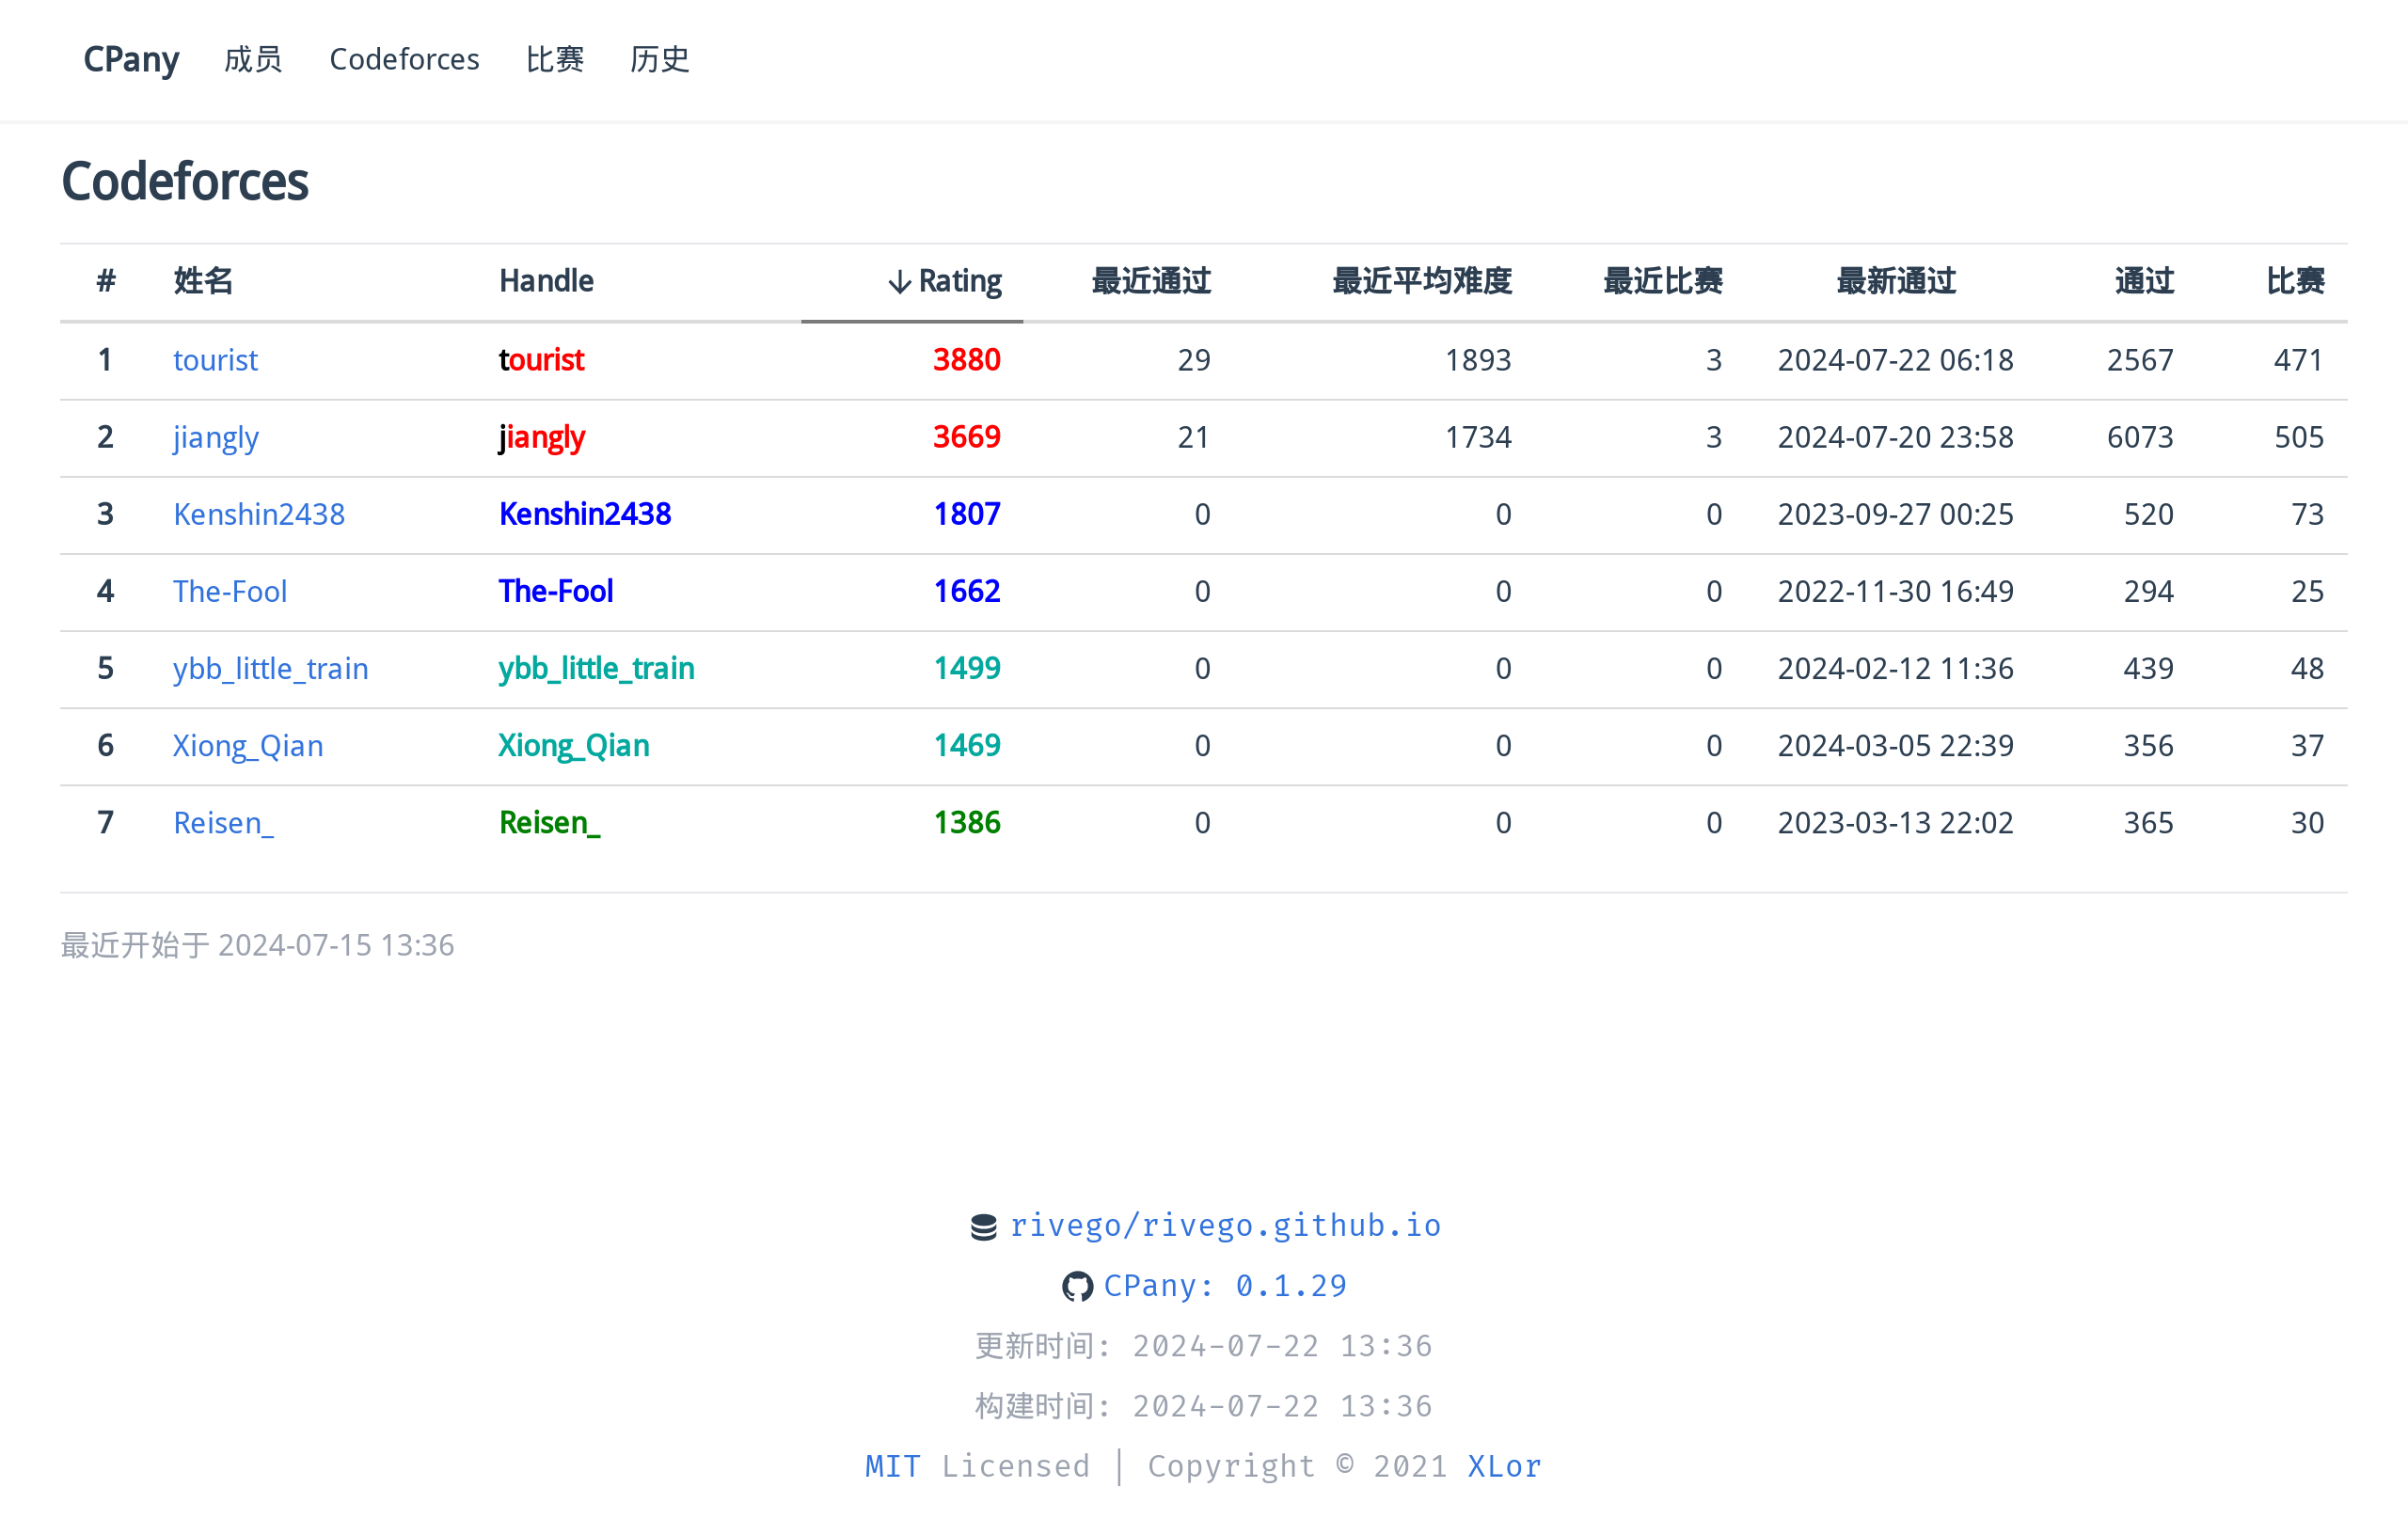 CPany 成员 Codeforces 比赛 历史
Codeforces
# 姓名 Handle ↓ Rating 最近通过 最近平均难度 最近比赛 最新通过 通过 比赛
1 tourist tourist 3880 29 1893 3 2024-07-22 06:18 2567 471
2 jiangly jiangly 3669 21 1734 3 2024-07-20 23:58 6073 505
3 Kenshin2438 Kenshin2438 1807 0 0 0 2023-09-27 00:25 520 73
4 The-Fool The-Fool 1662 0 0 0 2022-11-30 16:49 294 25
5 ybb_little_train ybb_little_train 1499 0 0 0 2024-02-12 11:36 439 48
6 Xiong_Qian Xiong_Qian 1469 0 0 0 2024-03-05 22:39 356 37
7 Reisen_ Reisen_ 1386 0 0 0 2023-03-13 22:02 365 30
最近开始于 2024-07-15 13:36
rivego/rivego.github.io
CPany: 0.1.29
更新时间: 2024-07-22 13:36
构建时间: 2024-07-22 13:36
MIT Licensed | Copyright © 2021 XLor